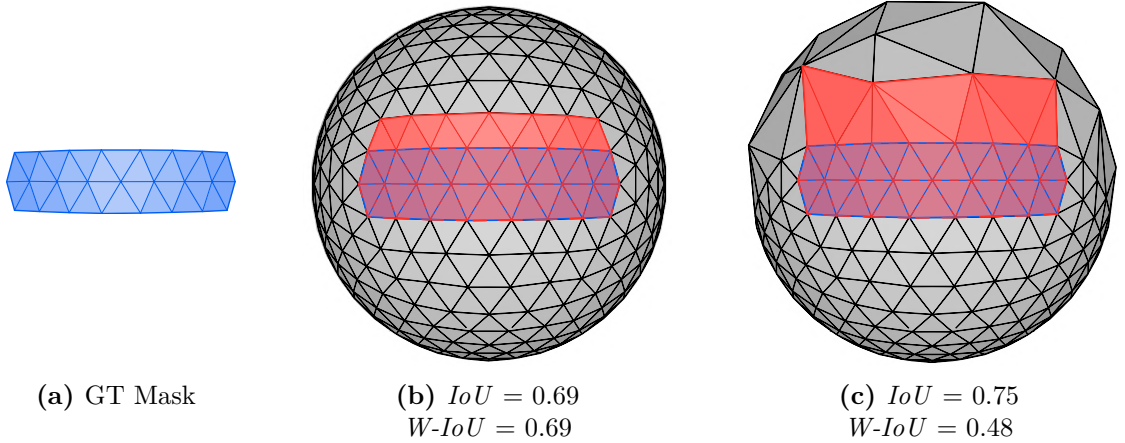 (a) GT Mask
(b) IoU = 0.69
W-IoU = 0.69
(c) IoU = 0.75
W-IoU = 0.48